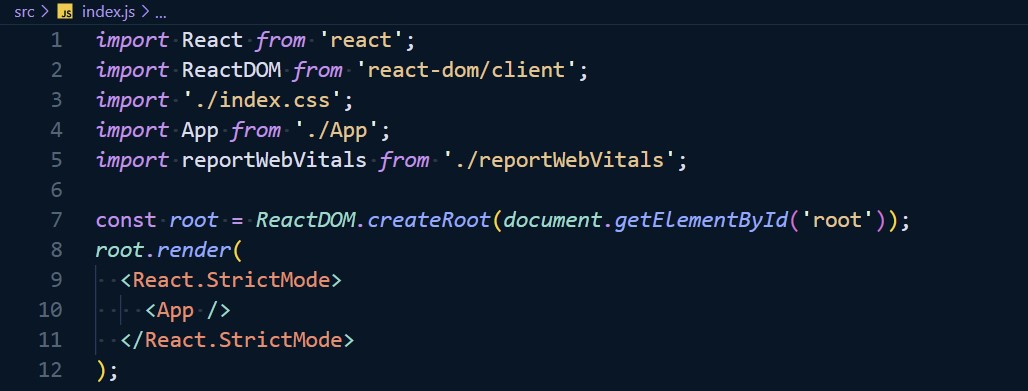 src > JS index.js > ...
1 import React from 'react';
2 import ReactDOM from 'react-dom/client';
3 import './index.css';
4 import App from './App';
5 import reportWebVitals from './reportWebVitals';
6
7 const root = ReactDOM.createRoot(document.getElementById('root'));
8 root.render(
9   <React.StrictMode>
10     <App />
11   </React.StrictMode>
12 );